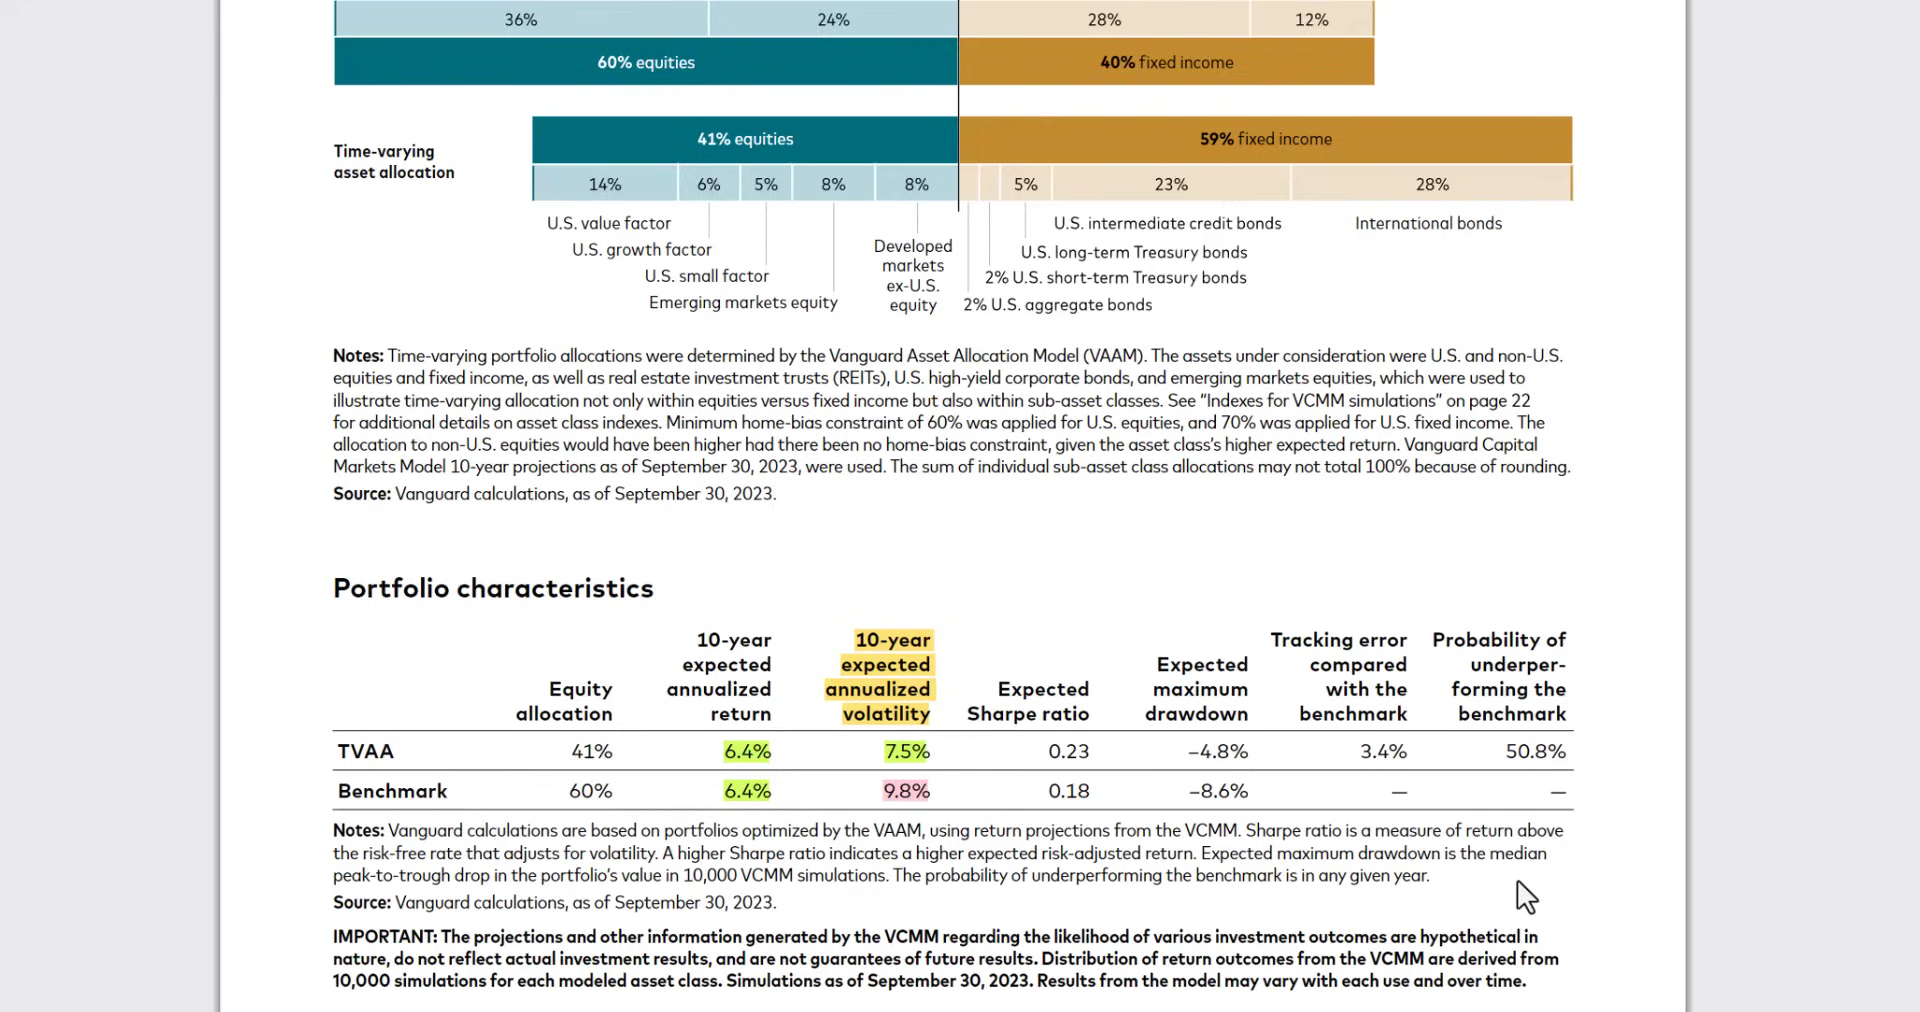 36% 24% 28% 12%
60% equities 40% fixed income
Time-varying
asset allocation
41% equities 59% fixed income
14% 6% 5% 8% 8% 5% 23% 28%
U.S. value factor
U.S. growth factor
U.S. small factor
Emerging markets equity
Developed
markets
ex-U.S.
equity
U.S. intermediate credit bonds International bonds
U.S. long-term Treasury bonds
2% U.S. short-term Treasury bonds
2% U.S. aggregate bonds
Notes: Time-varying portfolio allocations were determined by the Vanguard Asset Allocation Model (VAAM). The assets under consideration were U.S. and non-U.S.
equities and fixed income, as well as real estate investment trusts (REITs), U.S. high-yield corporate bonds, and emerging markets equities, which were used to
illustrate time-varying allocation not only within equities versus fixed income but also within sub-asset classes. See “Indexes for VCMM simulations” on page 22
for additional details on asset class indexes. Minimum home-bias constraint of 60% was applied for U.S. equities, and 70% was applied for U.S. fixed income. The
allocation to non-U.S. equities would have been higher had there been no home-bias constraint, given the asset class’s higher expected return. Vanguard Capital
Markets Model 10-year projections as of September 30, 2023, were used. The sum of individual sub-asset class allocations may not total 100% because of rounding.
Source: Vanguard calculations, as of September 30, 2023.
Portfolio characteristics
Equity
allocation
10-year
expected
annualized
return
10-year
expected
annualized
volatility
Expected
Sharpe ratio
Expected
maximum
drawdown
Tracking error
compared
with the
benchmark
Probability of
underper-
forming the
benchmark
TVAA 41% 6.4% 7.5% 0.23 –4.8% 3.4% 50.8%
Benchmark 60% 6.4% 9.8% 0.18 –8.6% — —
Notes: Vanguard calculations are based on portfolios optimized by the VAAM, using return projections from the VCMM. Sharpe ratio is a measure of return above
the risk-free rate that adjusts for volatility. A higher Sharpe ratio indicates a higher expected risk-adjusted return. Expected maximum drawdown is the median
peak-to-trough drop in the portfolio’s value in 10,000 VCMM simulations. The probability of underperforming the benchmark is in any given year.
Source: Vanguard calculations, as of September 30, 2023.
IMPORTANT: The projections and other information generated by the VCMM regarding the likelihood of various investment outcomes are hypothetical in
nature, do not reflect actual investment results, and are not guarantees of future results. Distribution of return outcomes from the VCMM are derived from
10,000 simulations for each modeled asset class. Simulations as of September 30, 2023. Results from the model may vary with each use and over time.